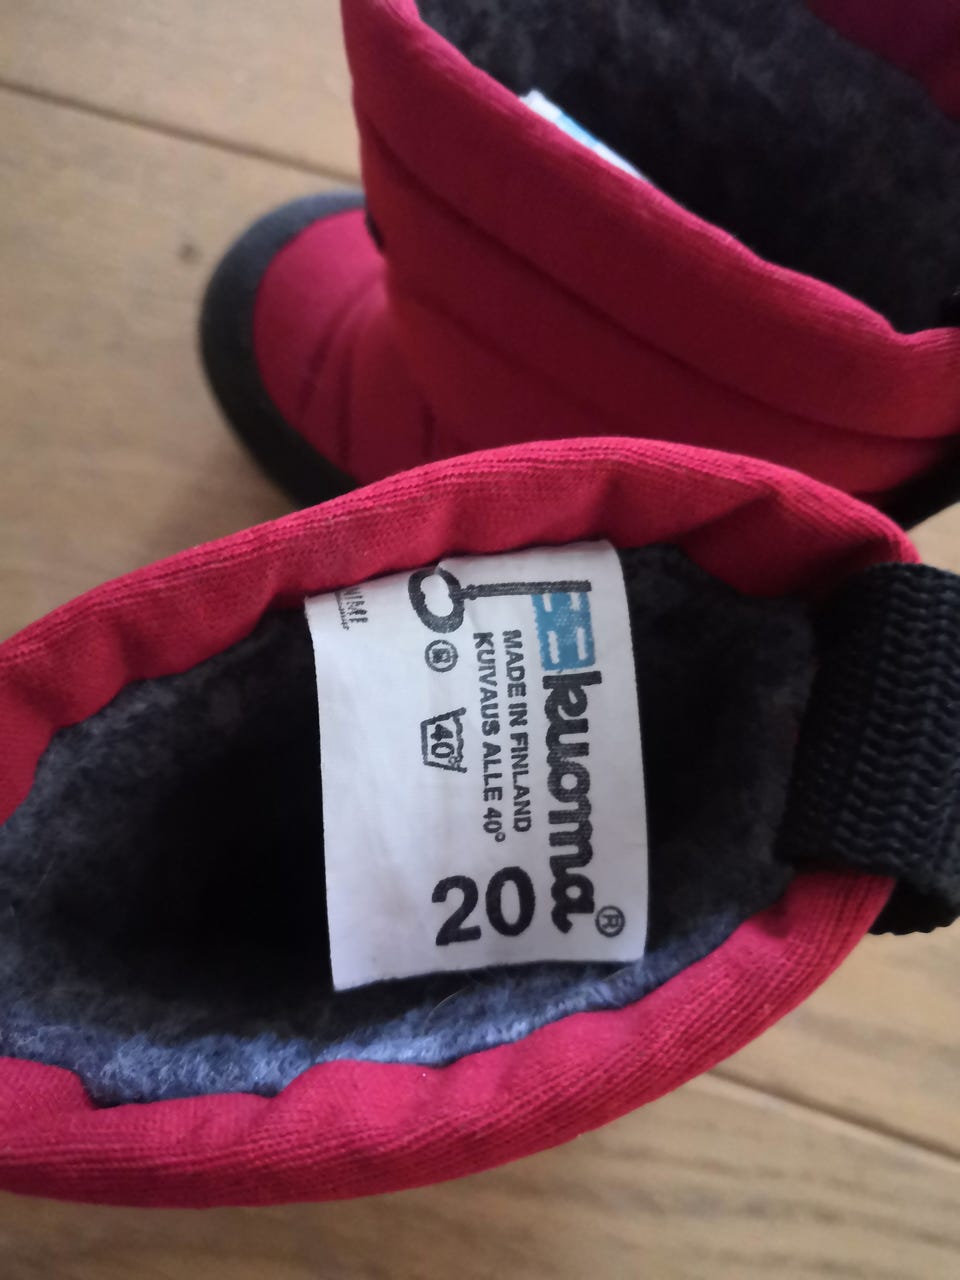 kuoma®
MADE IN FINLAND
KUIVAUS ALLE 40°
20
40°